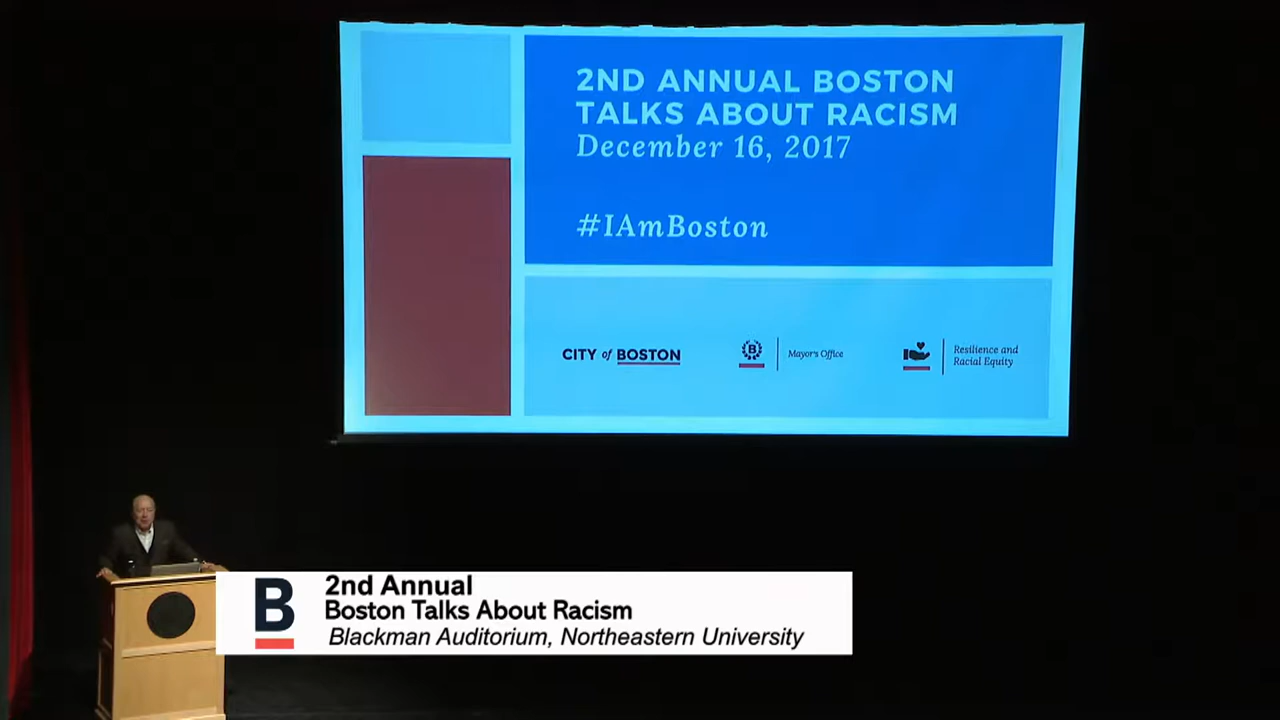 2ND ANNUAL BOSTON
TALKS ABOUT RACISM
December 16, 2017
#IAmBoston
CITY of BOSTON
B
Mayor's Office
Resilience and
Racial Equity
B
2nd Annual
Boston Talks About Racism
Blackman Auditorium, Northeastern University